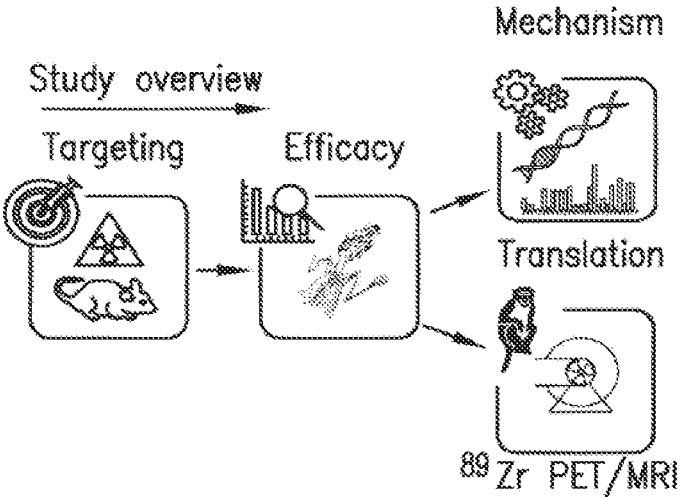 Mechanism
Study overview
Targeting
Efficacy
Translation
⁸⁹Zr PET/MRI